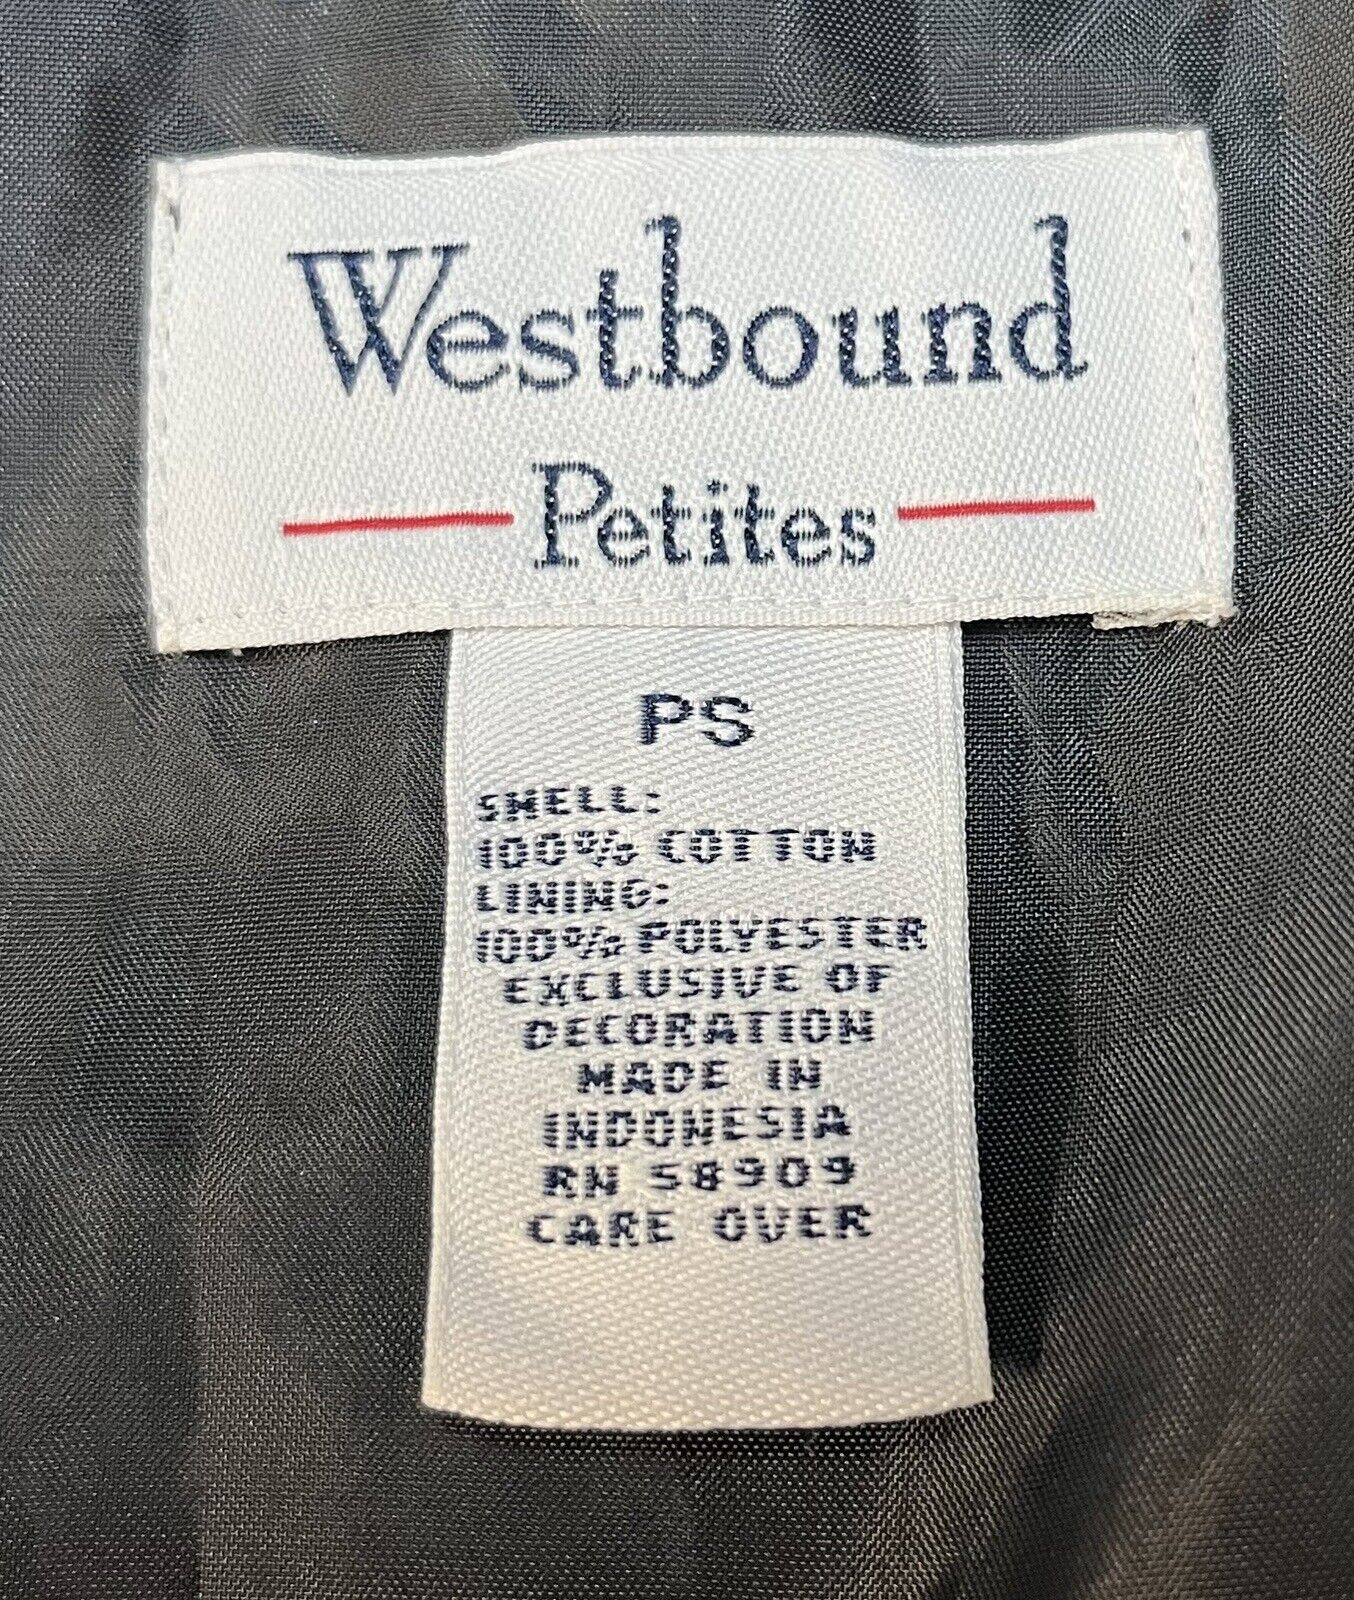 Westbound
Petites
PS
SHELL:
100% COTTON
LINING:
100% POLYESTER
EXCLUSIVE OF
DECORATION
MADE IN
INDONESIA
RN 58909
CARE OVER